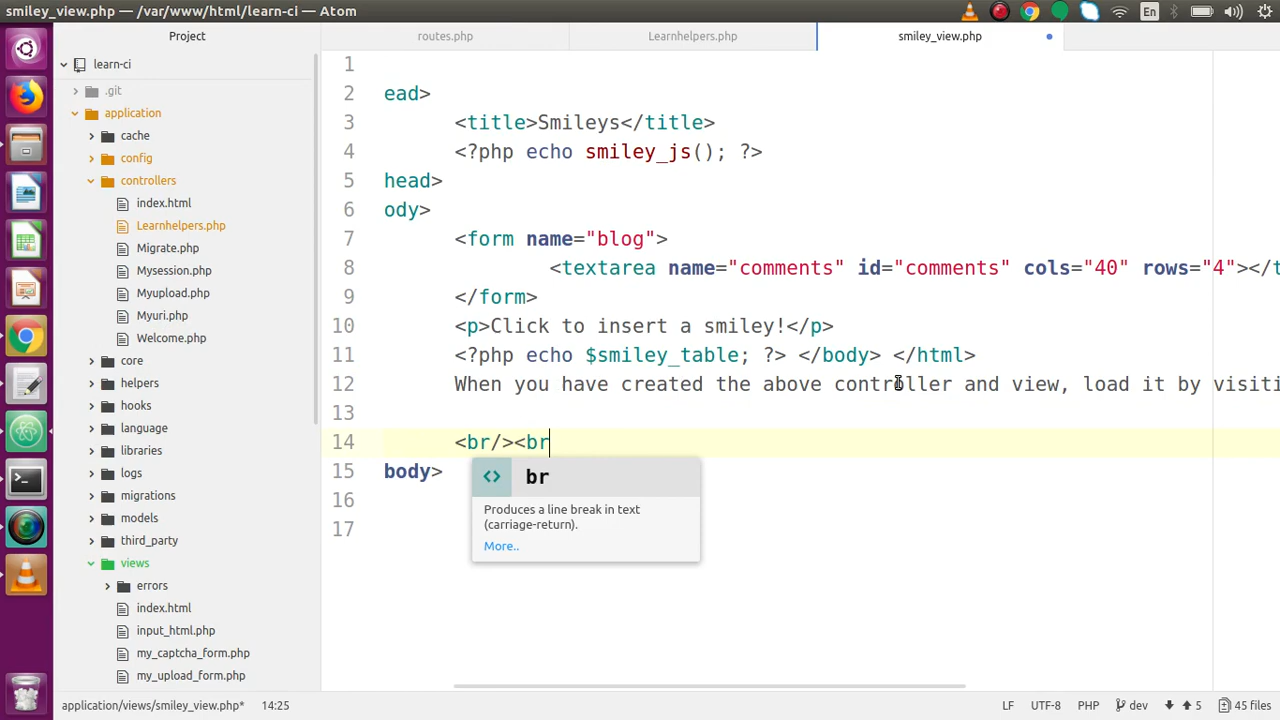 smiley_view.php — /var/www/html/learn-ci — Atom
En
Project
routes.php
Learnhelpers.php
smiley_view.php
learn-ci
.git
application
cache
config
controllers
index.html
Learnhelpers.php
Migrate.php
Mysession.php
Myupload.php
Myuri.php
Welcome.php
core
helpers
hooks
language
libraries
logs
migrations
models
third_party
views
errors
index.html
input_html.php
my_captcha_form.php
my_upload_form.php
1
2 ead>
3 <title>Smileys</title>
4 <?php echo smiley_js(); ?>
5 head>
6 ody>
7 <form name="blog">
8 <textarea name="comments" id="comments" cols="40" rows="4"></t
9 </form>
10 <p>Click to insert a smiley!</p>
11 <?php echo $smiley_table; ?> </body> </html>
12 When you have created the above controller and view, load it by visiti
13
14 <br/><br
15 body>
16
17
<> br
Produces a line break in text
(carriage-return).
More..
application/views/smiley_view.php* 14:25 LF UTF-8 PHP dev 5 45 files